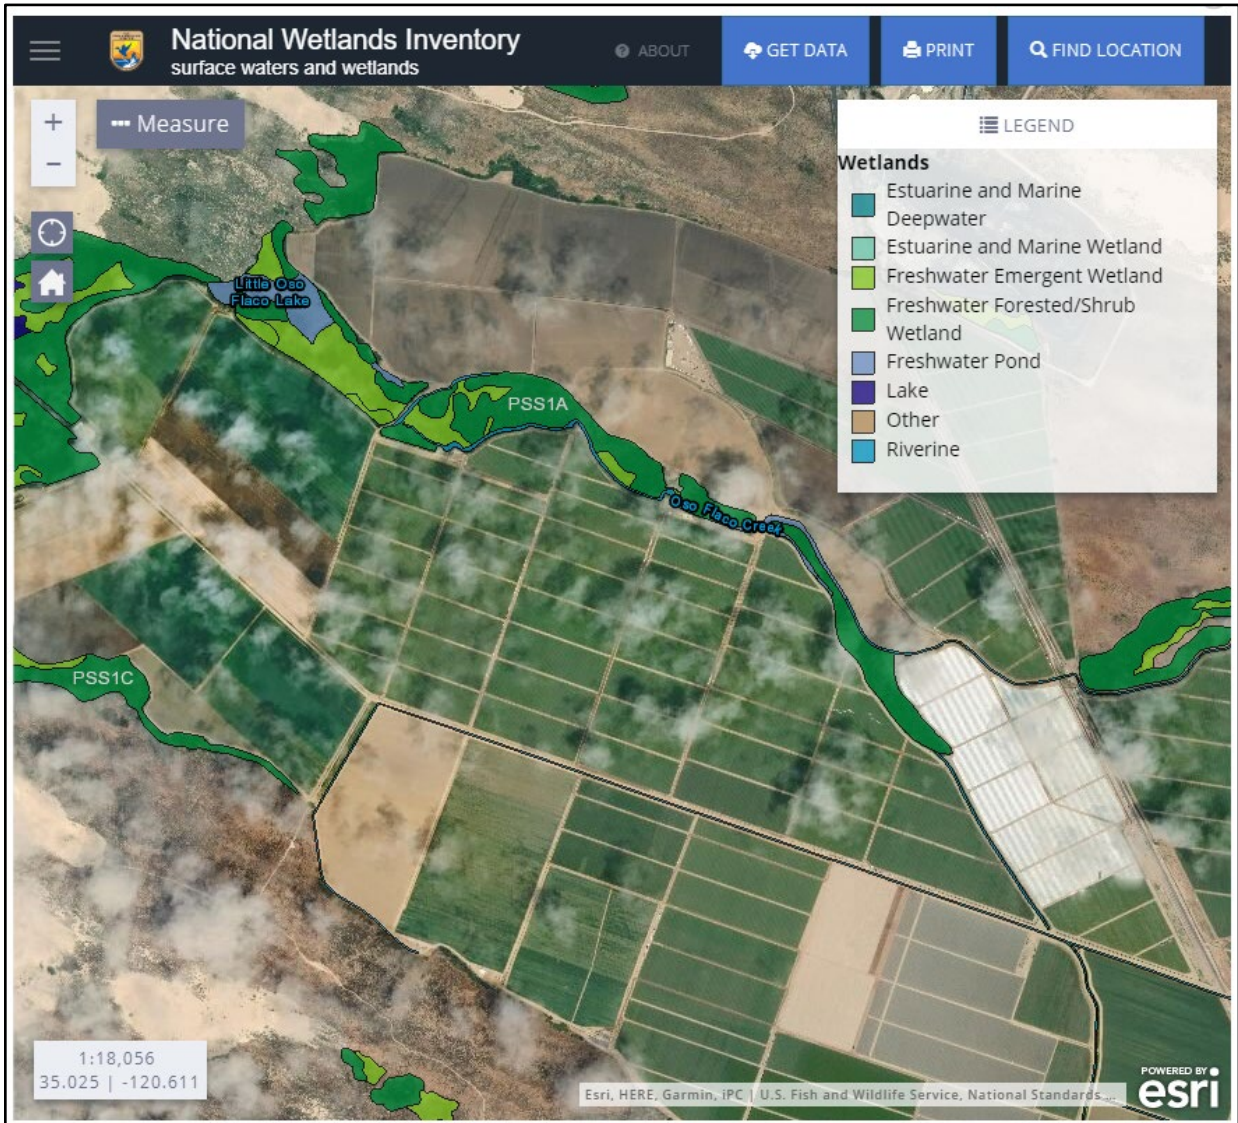 National Wetlands Inventory
surface waters and wetlands
ABOUT
GET DATA
PRINT
FIND LOCATION
+
Measure
−
LEGEND
Wetlands
Estuarine and Marine
Deepwater
Estuarine and Marine Wetland
Freshwater Emergent Wetland
Freshwater Forested/Shrub
Wetland
Freshwater Pond
Lake
Other
Riverine
Little Oso
Flaco Lake
PSS1A
Oso Flaco Creek
PSS1C
1:18,056
35.025 | -120.611
Esri, HERE, Garmin, iPC | U.S. Fish and Wildlife Service, National Standards ...
POWERED BY
esri